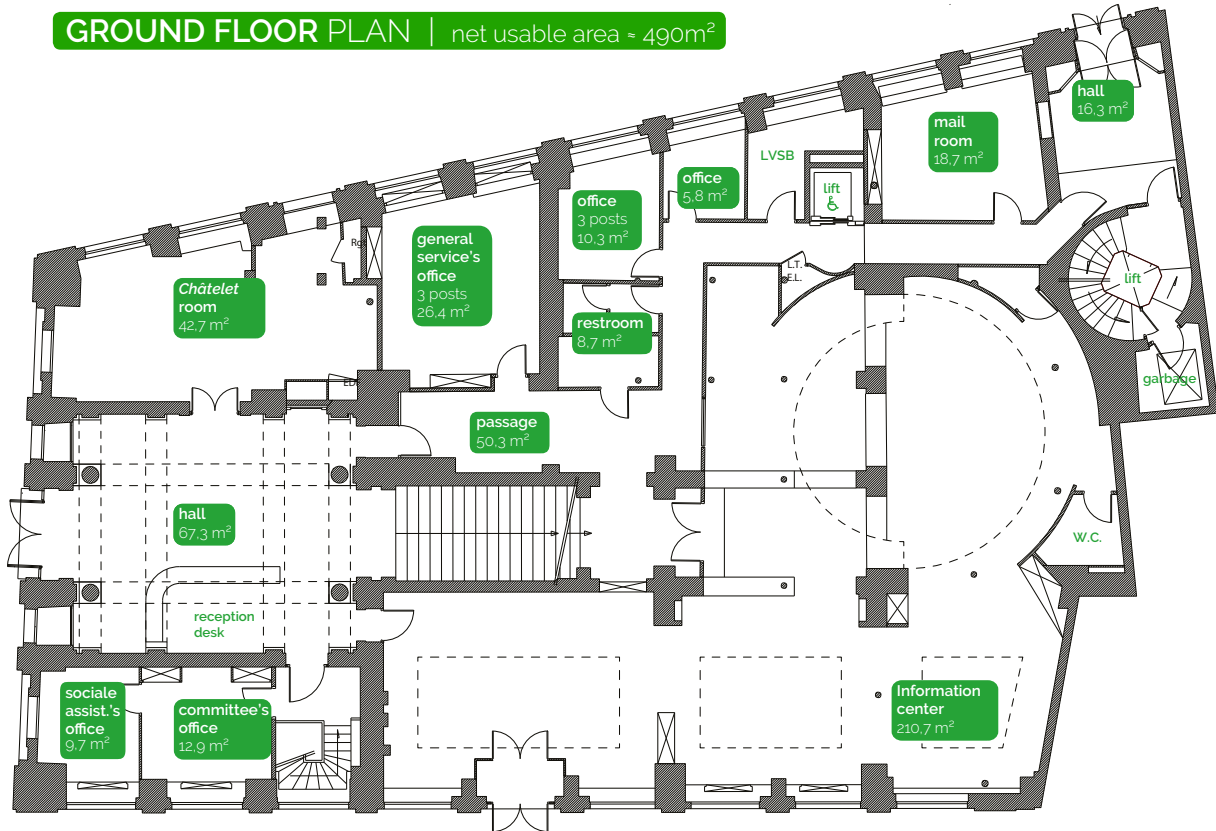 GROUND FLOOR PLAN | net usable area ≈ 490m²
hall
16,3 m²
mail
room
18,7 m²
LVSB
office
5,8 m²
lift
office
3 posts
10,3 m²
general
service's
office
3 posts
26,4 m²
Rgt
L.T.
E.L.
lift
Châtelet
room
42,7 m²
restroom
8,7 m²
garbage
passage
50,3 m²
hall
67,3 m²
W.C.
reception
desk
sociale
assist.'s
office
9,7 m²
committee's
office
12,9 m²
Information
center
210,7 m²